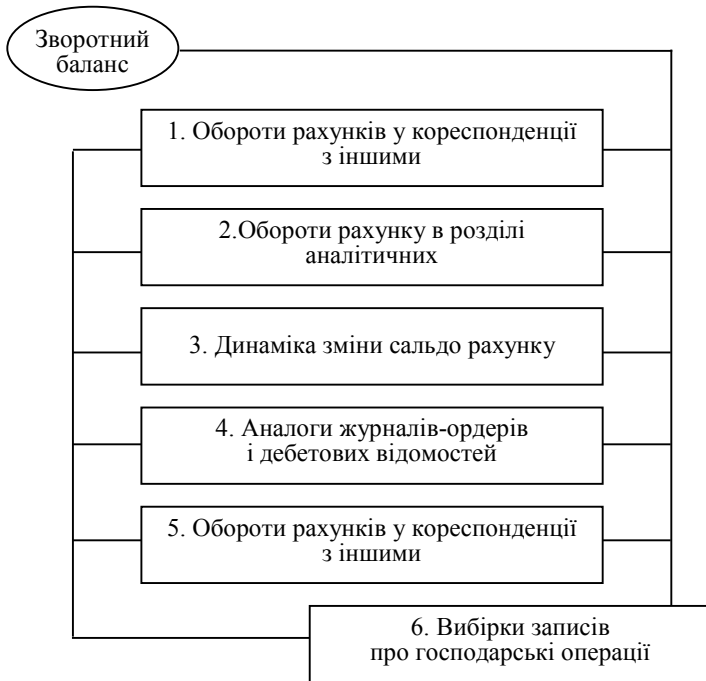 Зворотний
баланс
1. Обороти рахунків у кореспонденції
з іншими
2.Обороти рахунку в розділі
аналітичних
3. Динаміка зміни сальдо рахунку
4. Аналоги журналів-ордерів
і дебетових відомостей
5. Обороти рахунків у кореспонденції
з іншими
6. Вибірки записів
про господарські операції